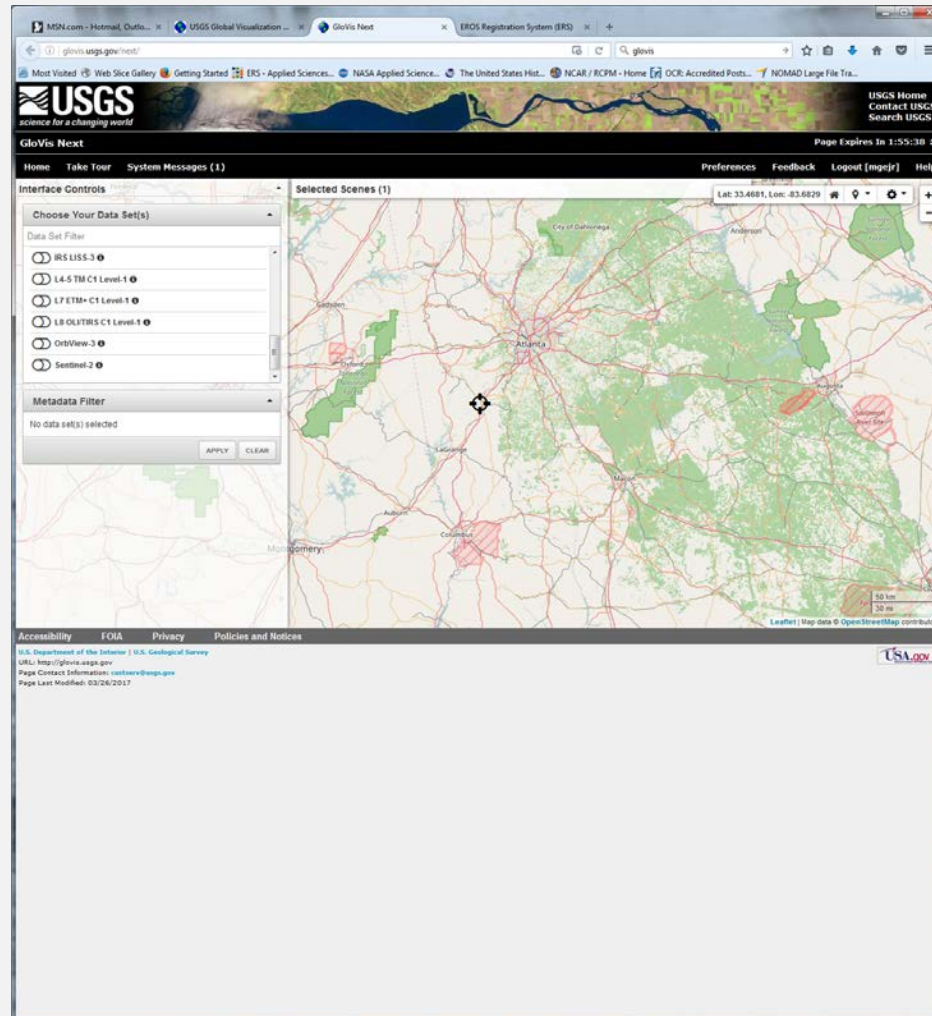 MSN.com - Hotmail, Outlo...
USGS Global Visualization ...
GloVis Next
EROS Registration System (ERS)
glovis.usgs.gov/next/
glovis
Most Visited
Web Slice Gallery
Getting Started
ERS - Applied Sciences...
NASA Applied Science...
The United States Hist...
NCAR / RCPM - Home
OCR: Accredited Posts...
NOMAD Large File Tra...
USGS
science for a changing world
USGS Home
Contact USGS
Search USGS
GloVis Next
Page Expires In 1:55:38
Home Take Tour System Messages (1)
Preferences Feedback Logout [mgejr] Help
Interface Controls
Selected Scenes (1)
Lat: 33.4681, Lon: -83.6829
Choose Your Data Set(s)
Data Set Filter
IRS LISS-3
L4-5 TM C1 Level-1
L7 ETM+ C1 Level-1
L8 OLI/TIRS C1 Level-1
OrbView-3
Sentinel-2
Metadata Filter
No data set(s) selected
APPLY CLEAR
City of Dahlonega
Anderson
Gadsden
Atlanta
Augusta
LaGrange
Macon
Auburn
Columbus
Montgomery
50 km
30 mi
Leaflet | Map data © OpenStreetMap contributo
Accessibility FOIA Privacy Policies and Notices
U.S. Department of the Interior | U.S. Geological Survey
URL: http://glovis.usgs.gov
Page Contact Information: custserv@usgs.gov
Page Last Modified: 03/26/2017
USA.gov